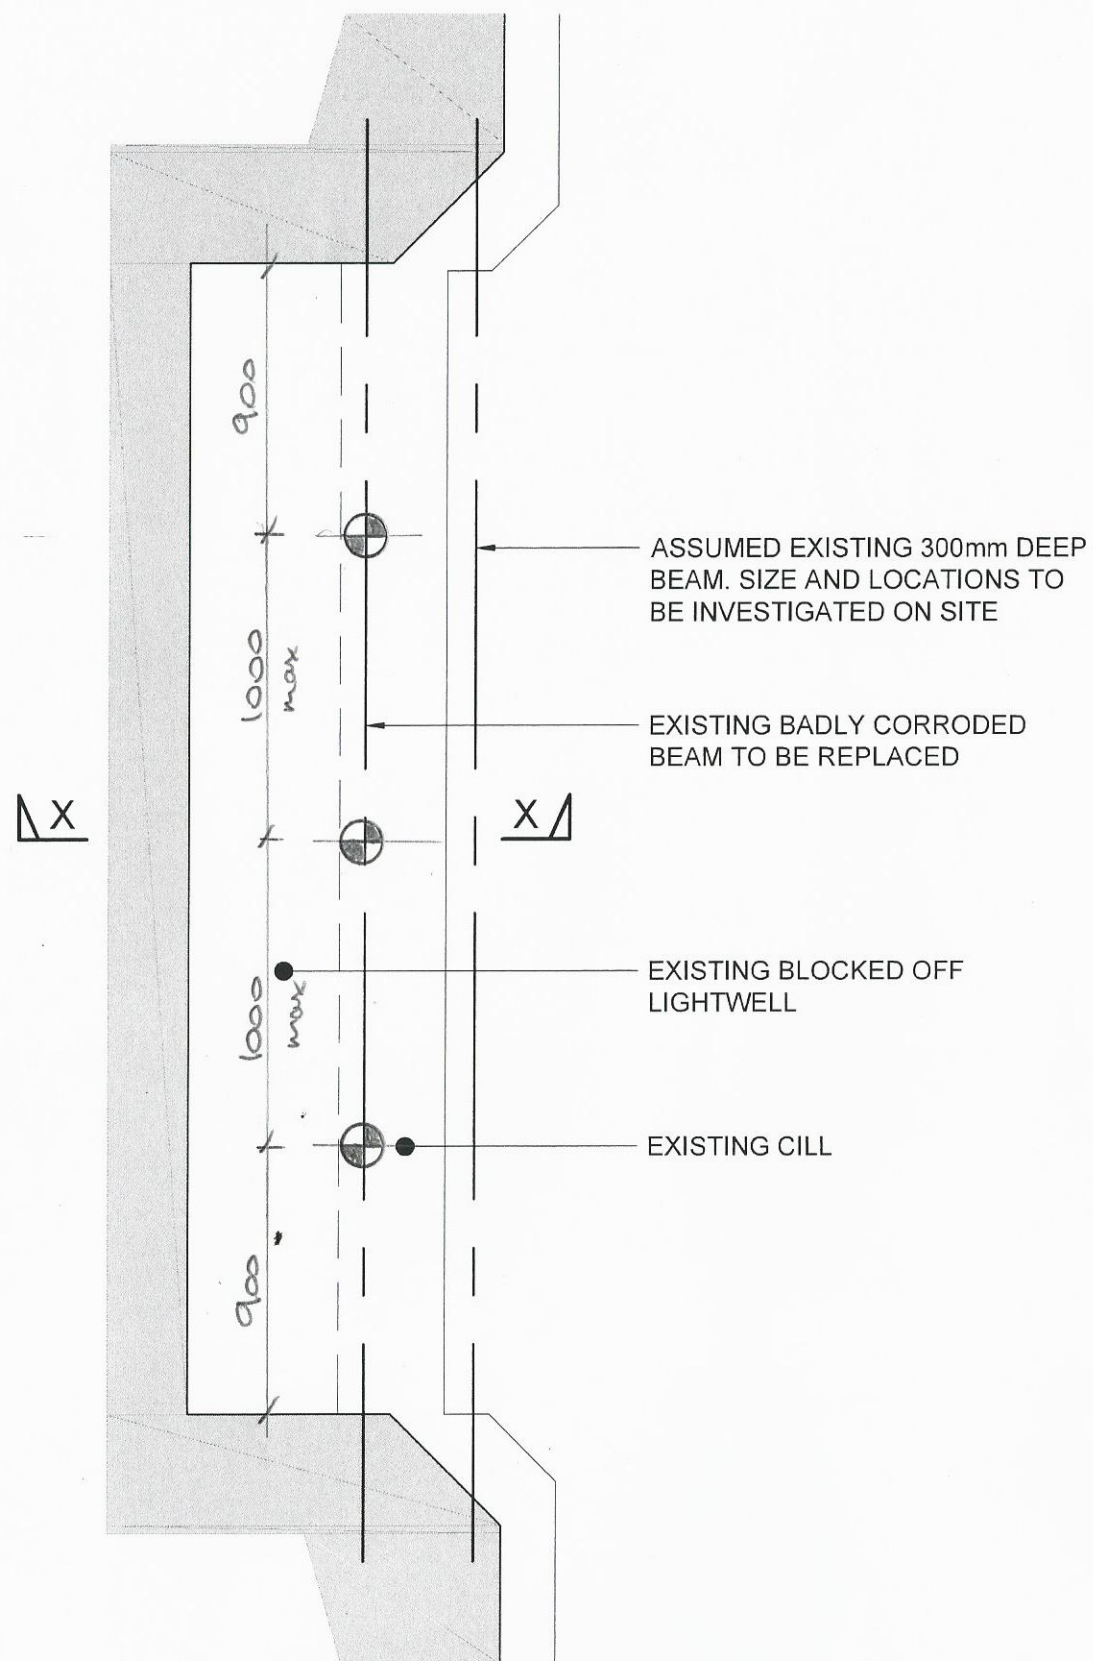 900
1000
max
ASSUMED EXISTING 300mm DEEP
BEAM. SIZE AND LOCATIONS TO
BE INVESTIGATED ON SITE
EXISTING BADLY CORRODED
BEAM TO BE REPLACED
X X
EXISTING BLOCKED OFF
LIGHTWELL
1000
max
EXISTING CILL
900